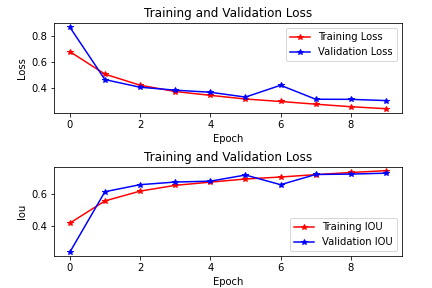 Training and Validation Loss
0.8
0.6
0.4
Loss
Training Loss
Validation Loss
0 2 4 6 8
Epoch
Training and Validation Loss
0.6
0.4
Iou
Training IOU
Validation IOU
0 2 4 6 8
Epoch